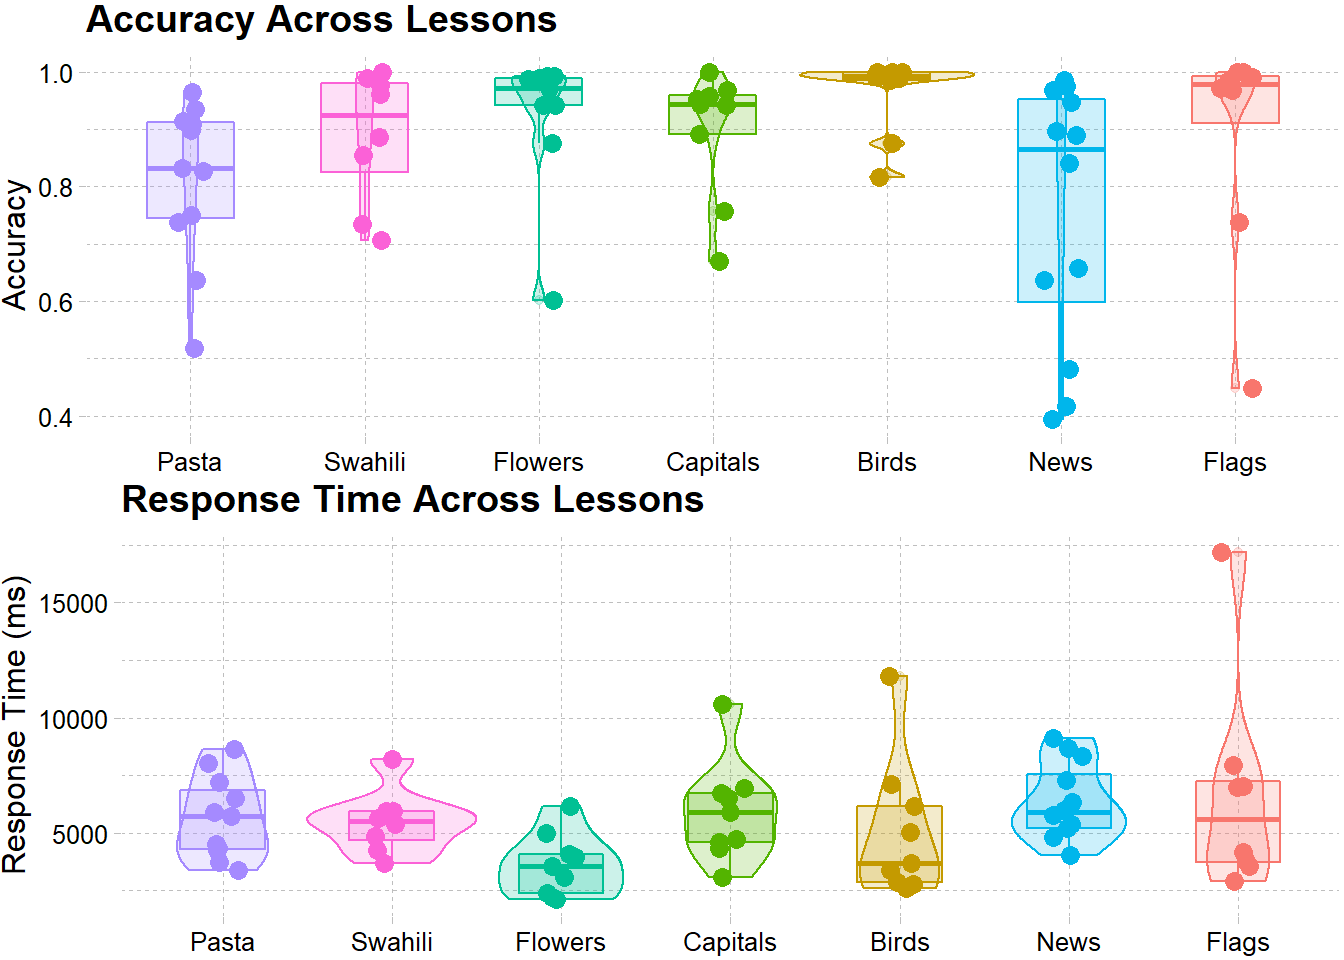 Accuracy Across Lessons
Accuracy
1.0
0.8
0.6
0.4
Pasta Swahili Flowers Capitals Birds News Flags
Response Time Across Lessons
Response Time (ms)
15000
10000
5000
Pasta Swahili Flowers Capitals Birds News Flags